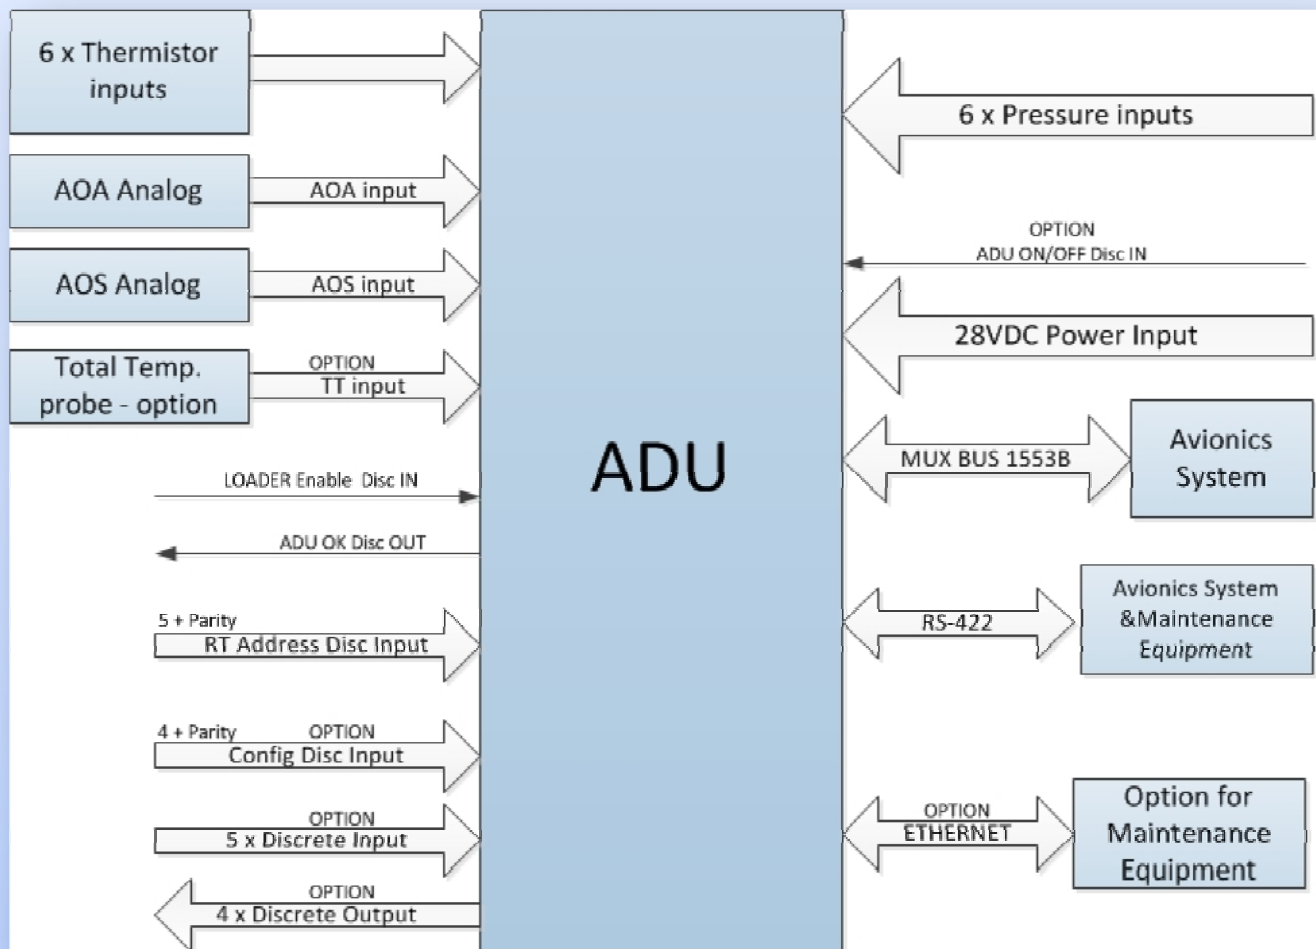 6 x Thermistor
inputs
AOA Analog
AOA input
AOS Analog
AOS input
Total Temp.
probe - option
OPTION
TT input
LOADER Enable Disc IN
ADU OK Disc OUT
5 + Parity
RT Address Disc Input
4 + Parity
OPTION
Config Disc Input
OPTION
5 x Discrete Input
OPTION
4 x Discrete Output
ADU
6 x Pressure inputs
OPTION
ADU ON/OFF Disc IN
28VDC Power Input
MUX BUS 1553B
Avionics
System
RS-422
Avionics System
&Maintenance
Equipment
OPTION
ETHERNET
Option for
Maintenance
Equipment